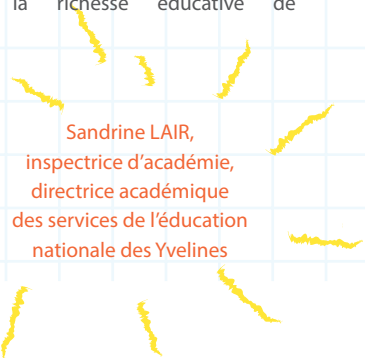 la richesse éducative de
Sandrine LAIR,
inspectrice d’académie,
directrice académique
des services de l’éducation
nationale des Yvelines